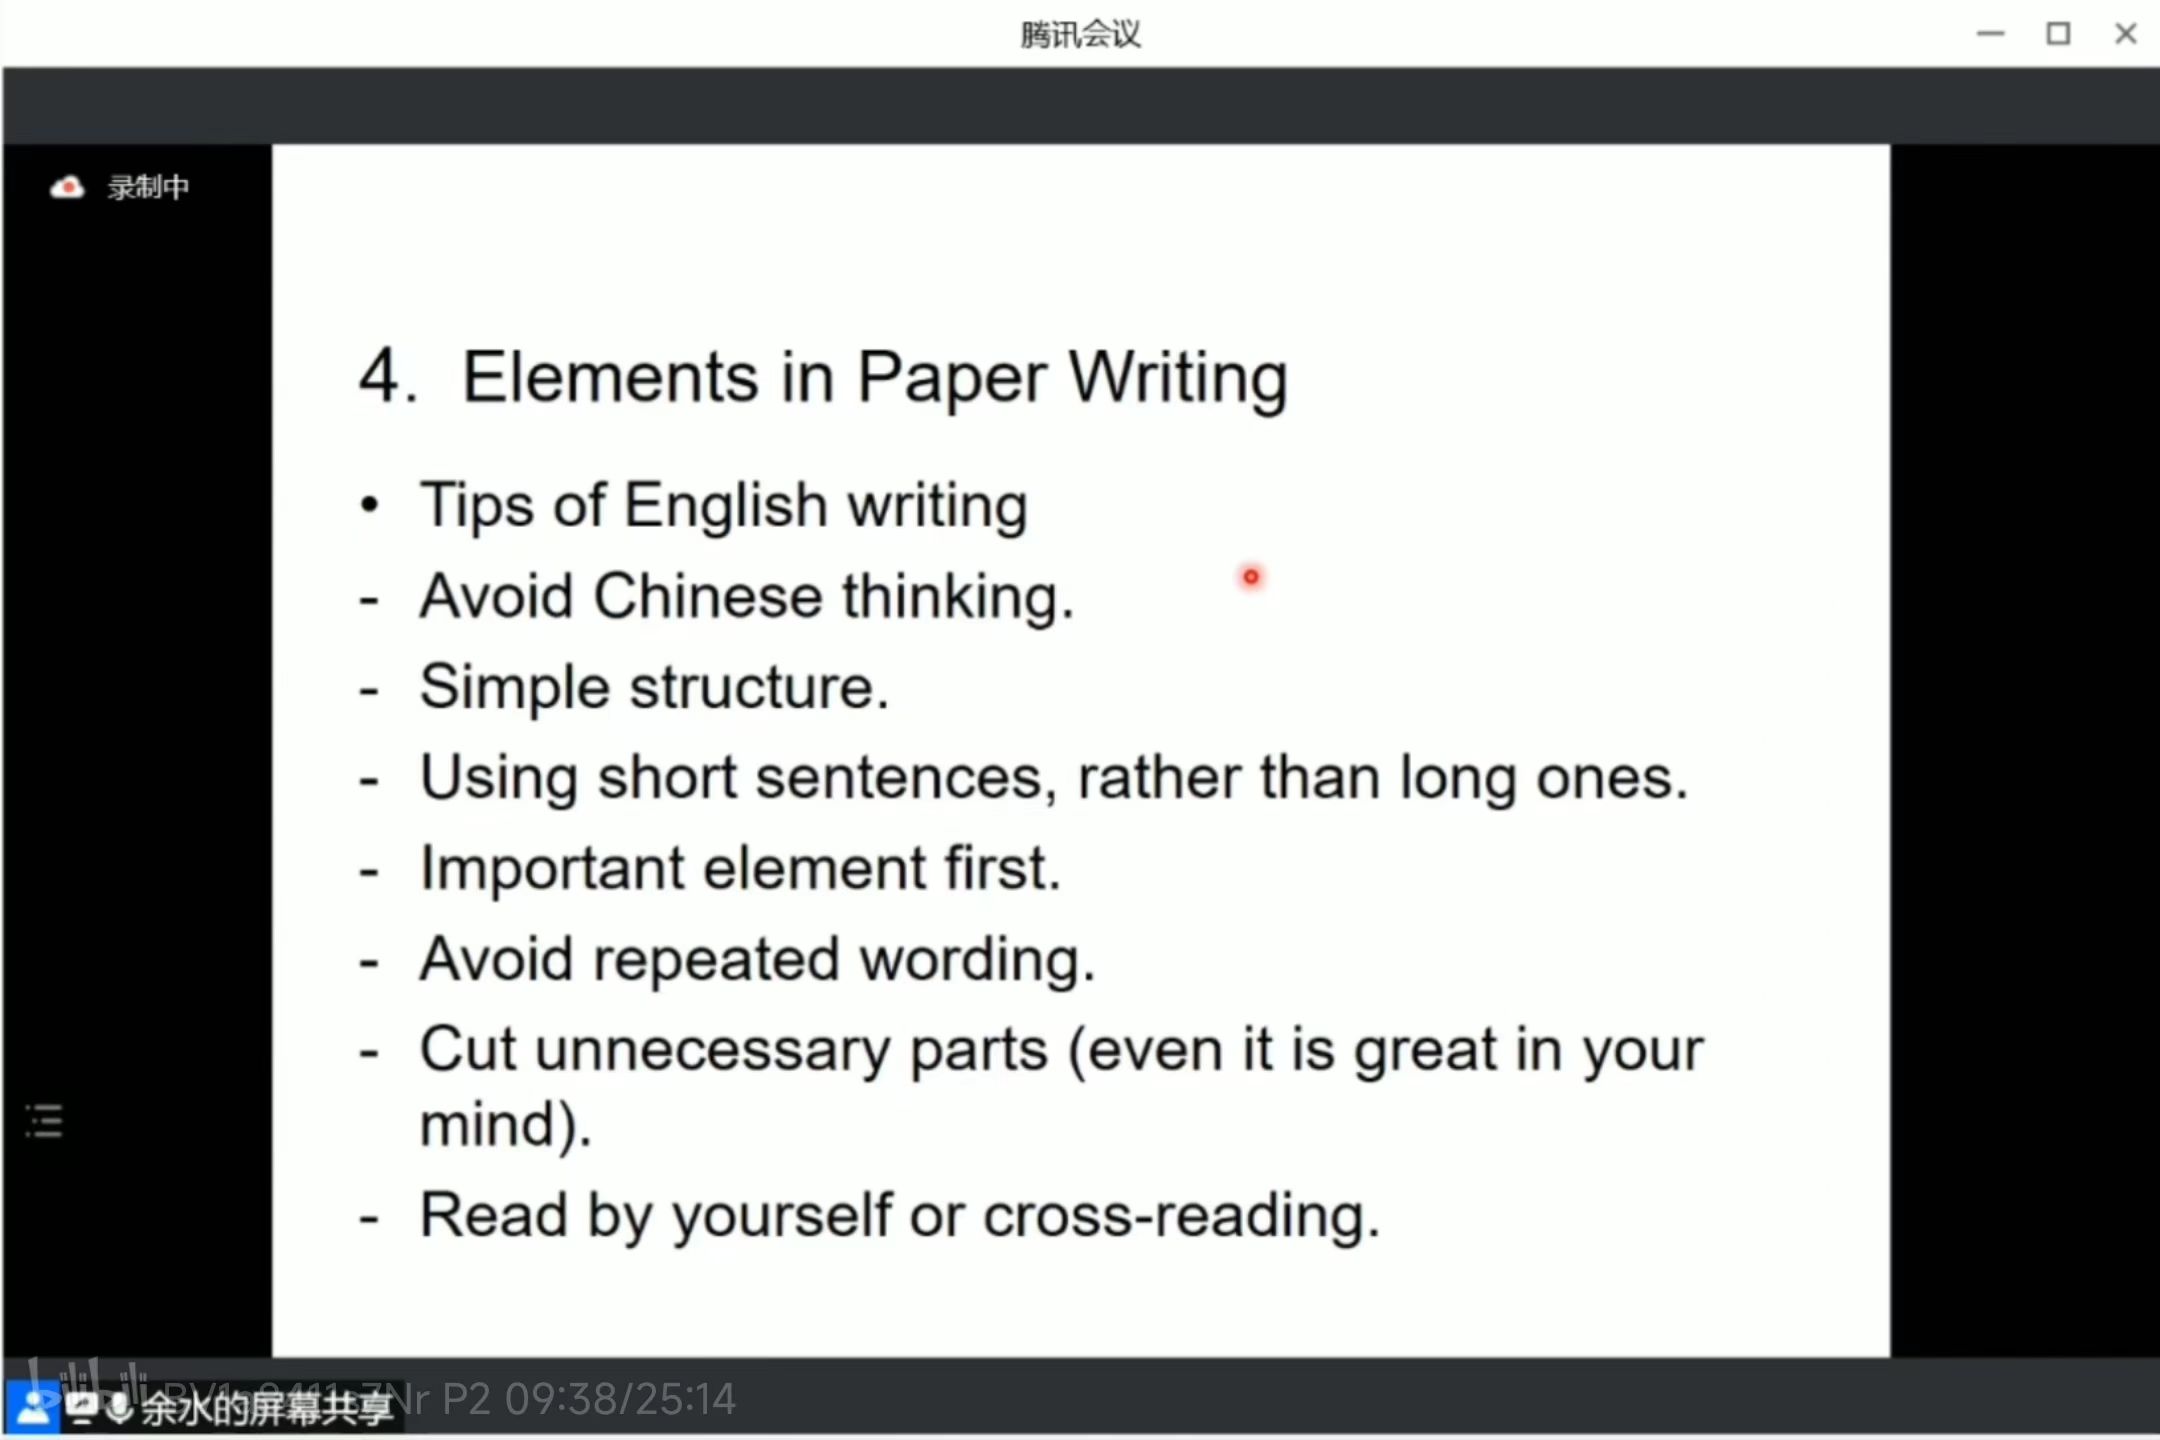 腾讯会议
录制中
4. Elements in Paper Writing
• Tips of English writing
- Avoid Chinese thinking.
- Simple structure.
- Using short sentences, rather than long ones.
- Important element first.
- Avoid repeated wording.
- Cut unnecessary parts (even it is great in your
mind).
- Read by yourself or cross-reading.
bilibili
P2 09:38/25:14
余水的屏幕共享